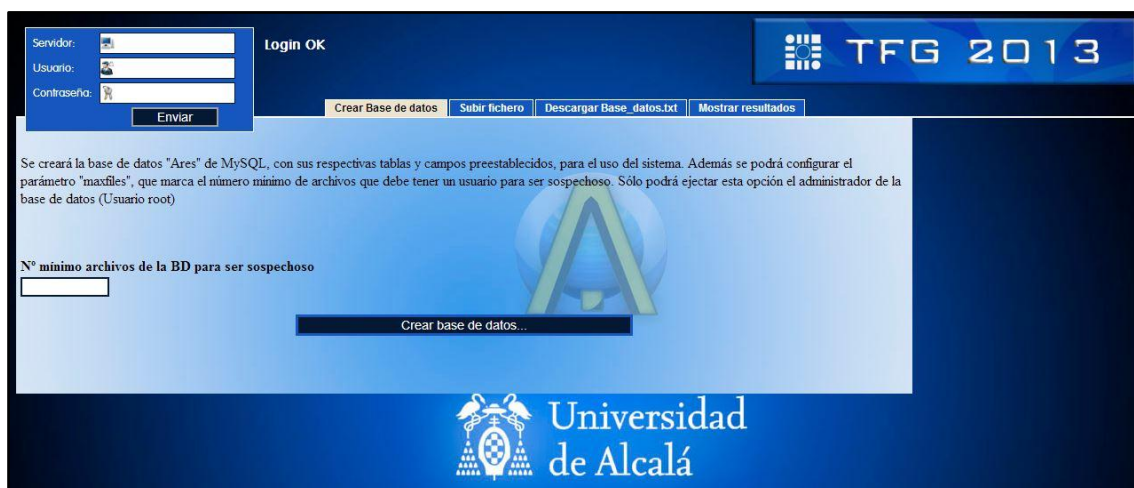 Servidor:
Usuario:
Contraseña:
Enviar
Login OK
TFG 2013
Crear Base de datos
Subir fichero
Descargar Base_datos.txt
Mostrar resultados
Se creará la base de datos "Ares" de MySQL, con sus respectivas tablas y campos preestablecidos, para el uso del sistema. Además se podrá configurar el
parámetro "maxfiles", que marca el número mínimo de archivos que debe tener un usuario para ser sospechoso. Sólo podrá ejectar esta opción el administrador de la
base de datos (Usuario root)
Nº mínimo archivos de la BD para ser sospechoso
Crear base de datos...
Universidad
de Alcalá